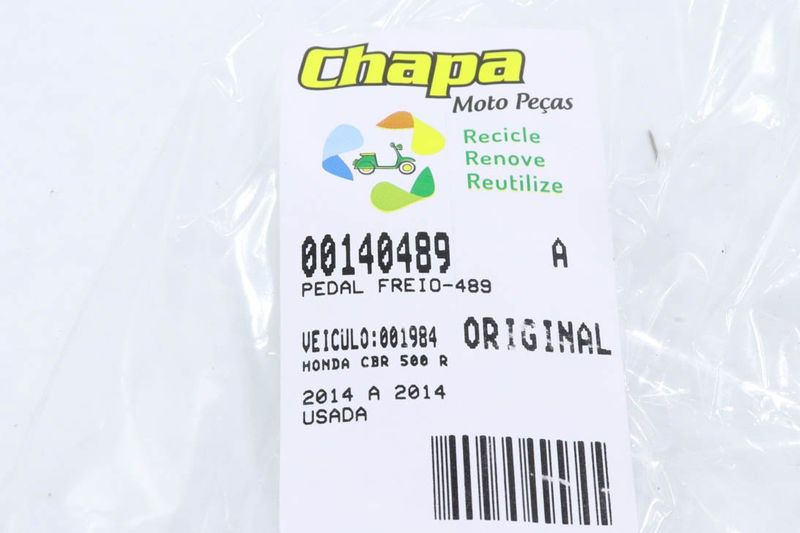 Chapa
Moto Peças
Recicle
Renove
Reutilize
00140489 A
PEDAL FREIO-489
VEICULO:001984 ORIGINAL
HONDA CBR 500 R
2014 A 2014
USADA